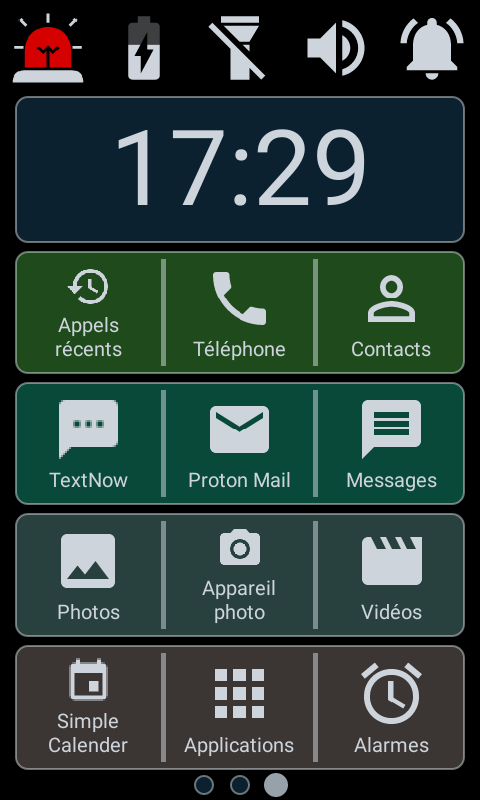 17:29
Appels
récents
Téléphone
Contacts
TextNow
Proton Mail
Messages
Photos
Appareil
photo
Vidéos
Simple
Calender
Applications
Alarmes